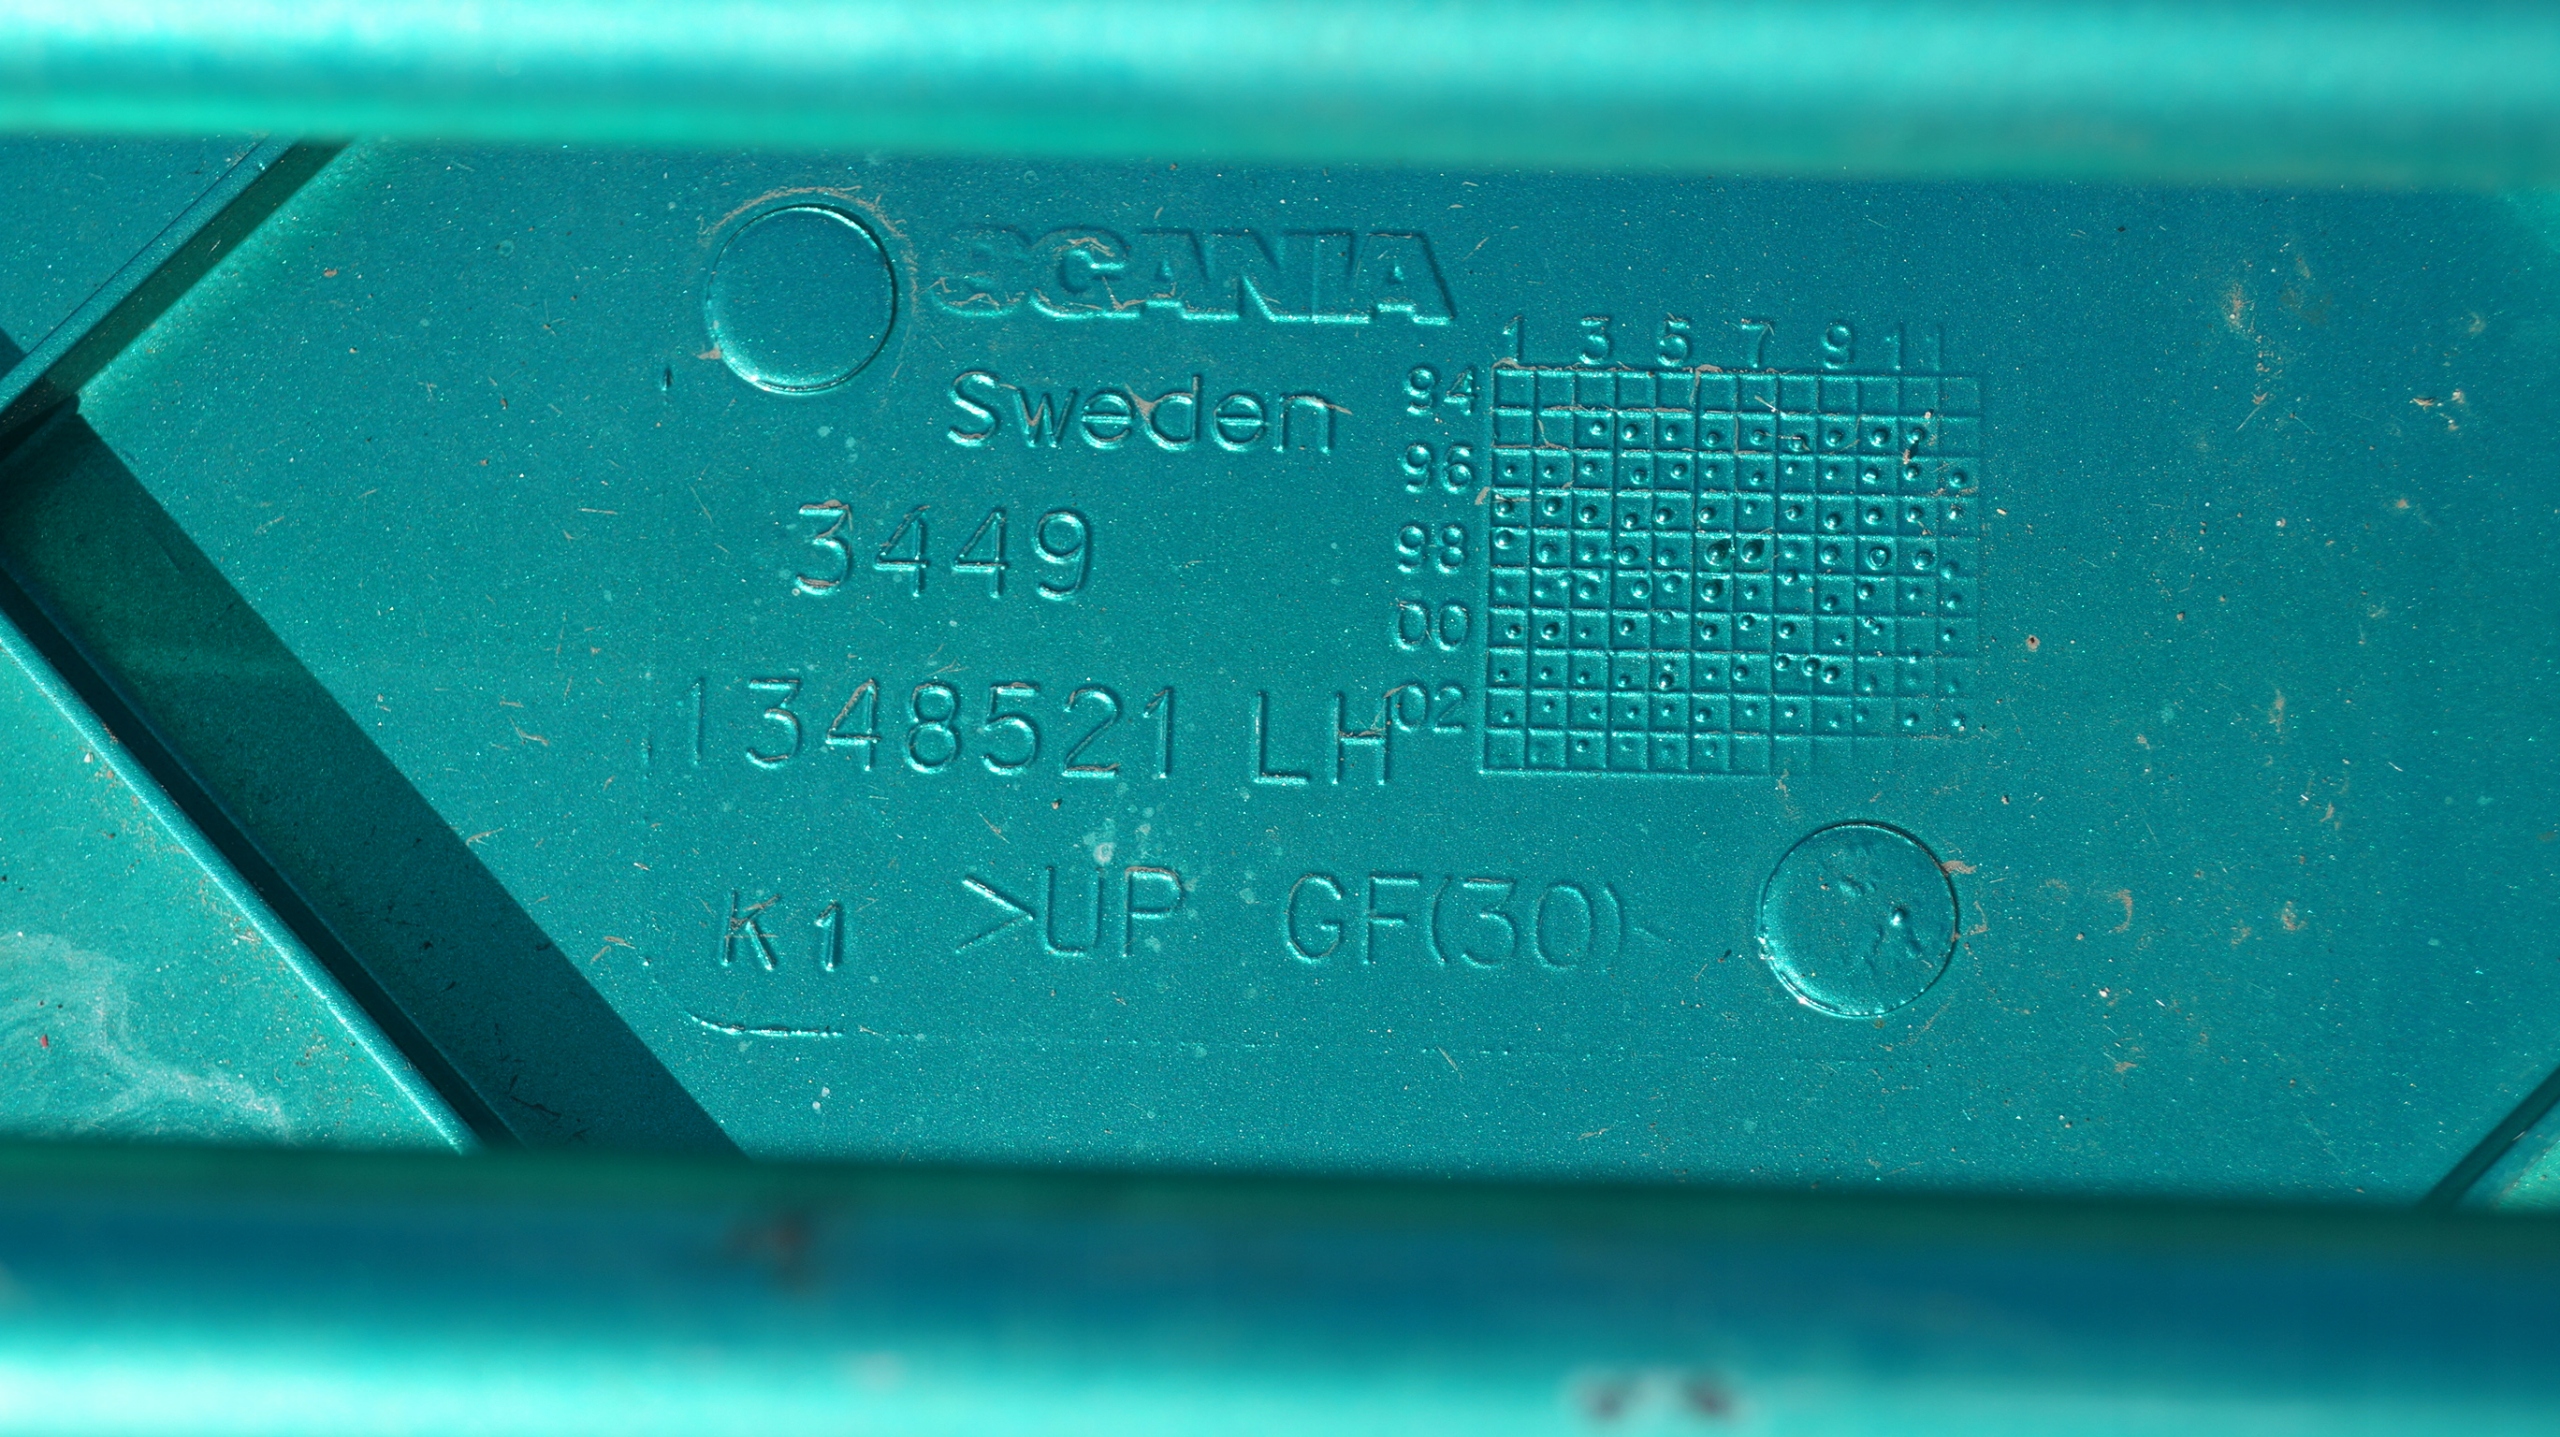 SCANIA
Sweden
3449
1348521 LH
K1 >UP GF(30)<
1 3 5 7 9 11
94
96
98
00
02